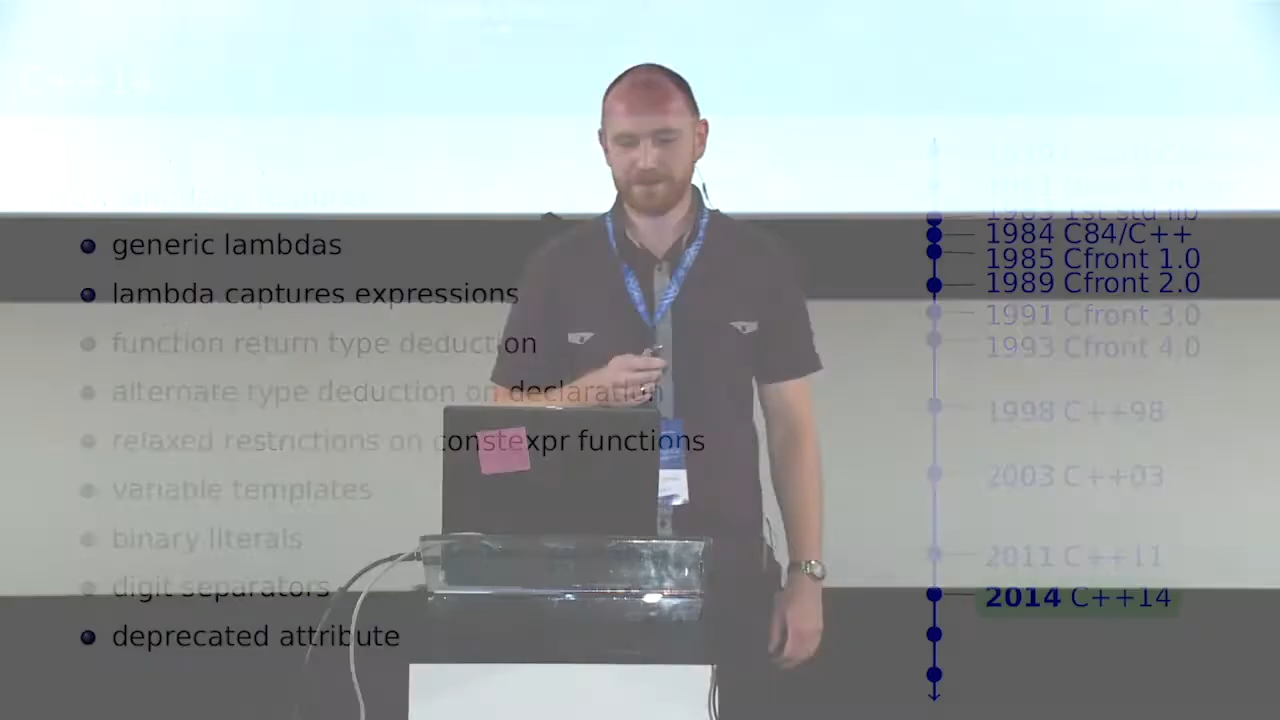 C++14
generic lambdas
lambda captures expressions
function return type deduction
alternate type deduction on declaration
relaxed restrictions on constexpr functions
variable templates
binary literals
digit separators
deprecated attribute
1983 1st std lib
1984 C84/C++
1985 Cfront 1.0
1989 Cfront 2.0
1991 Cfront 3.0
1993 Cfront 4.0
1998 C++98
2003 C++03
2011 C++11
2014 C++14